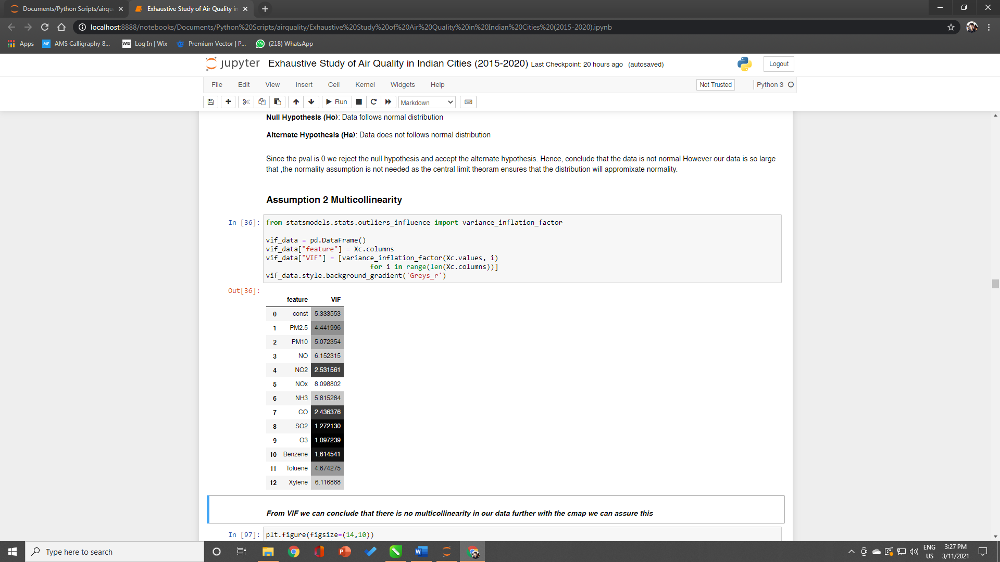 Documents/Python Scripts/airqu
Exhaustive Study of Air Quality in
localhost:8888/notebooks/Documents/Python%20Scripts/airquality/Exhaustive%20Study%20of%20Air%20Quality%20in%20Indian%20Cities%20(2015-2020).ipynb
Apps
MF AMS Calligraphy 8...
WIX Log In | Wix
Premium Vector | P...
99+ (218) WhatsApp
jupyter Exhaustive Study of Air Quality in Indian Cities (2015-2020) Last Checkpoint: 20 hours ago (autosaved)
Logout
File Edit View Insert Cell Kernel Widgets Help
Not Trusted
Python 3
Run
Markdown
Null Hypothesis (Ho): Data follows normal distribution
Alternate Hypothesis (Ha): Data does not follows normal distribution
Since the pval is 0 we reject the null hypothesis and accept the alternate hypothesis. Hence, conclude that the data is not normal However our data is so large
that ,the normality assumption is not needed as the central limit theoram ensures that the distribution will appromixate normality.
Assumption 2 Multicollinearity
In [36]: from statsmodels.stats.outliers_influence import variance_inflation_factor
vif_data = pd.DataFrame()
vif_data["feature"] = Xc.columns
vif_data["VIF"] = [variance_inflation_factor(Xc.values, i)
for i in range(len(Xc.columns))]
vif_data.style.background_gradient('Greys_r')
Out[36]:
feature VIF
0 const 5.333553
1 PM2.5 4.441996
2 PM10 5.072354
3 NO 6.152315
4 NO2 2.531561
5 NOx 8.098802
6 NH3 5.815284
7 CO 2.436376
8 SO2 1.272130
9 O3 1.097239
10 Benzene 1.614541
11 Toluene 4.674275
12 Xylene 6.116868
From VIF we can conclude that there is no multicollinearity in our data further with the cmap we can assure this
In [97]: plt.figure(figsize=(14,10))
Type here to search
ENG
US
3:27 PM
3/11/2021